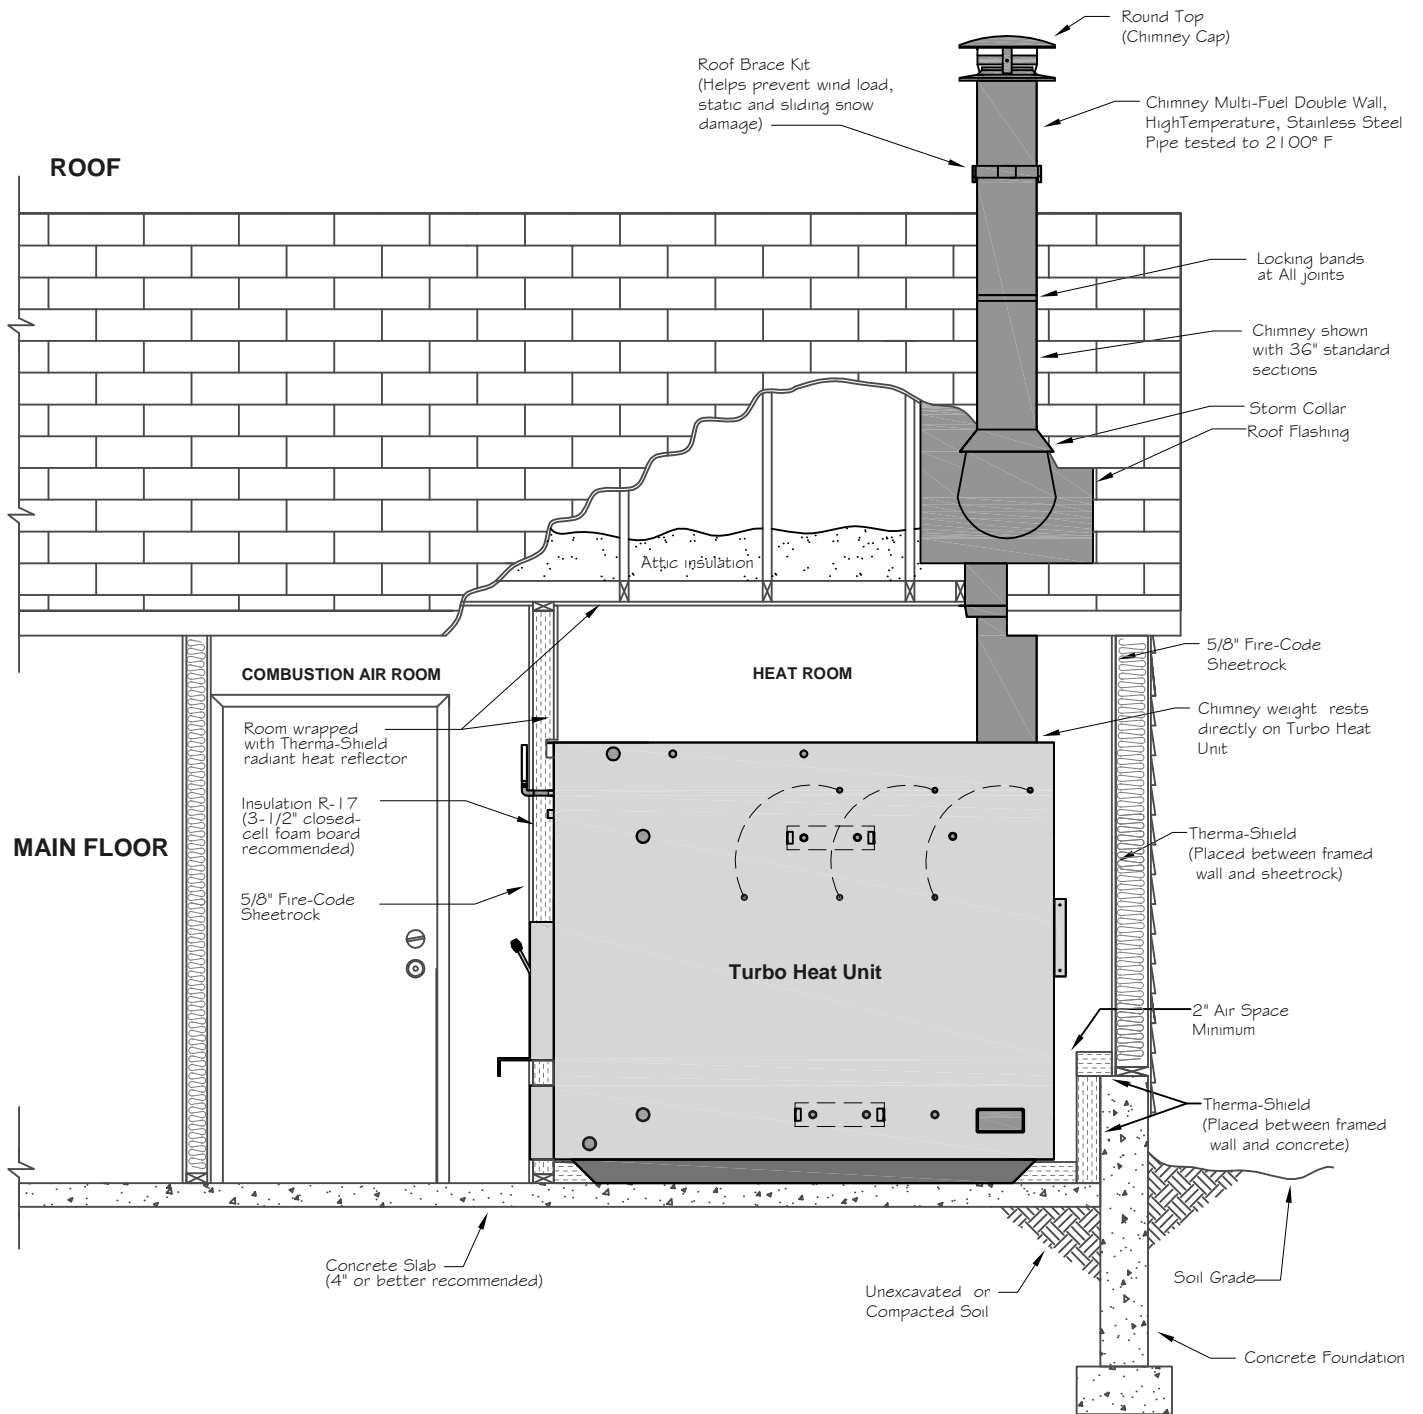 Round Top
(Chimney Cap)
Roof Brace Kit
(Helps prevent wind load,
static and sliding snow
damage)
Chimney Multi-Fuel Double Wall,
HighTemperature, Stainless Steel
Pipe tested to 2100° F
ROOF
Locking bands
at All joints
Chimney shown
with 36" standard
sections
Storm Collar
Roof Flashing
Attic insulation
5/8" Fire-Code
Sheetrock
COMBUSTION AIR ROOM
HEAT ROOM
Room wrapped
with Therma-Shield
radiant heat reflector
Chimney weight rests
directly on Turbo Heat
Unit
Insulation R-17
(3-1/2" closed-
cell foam board
recommended)
MAIN FLOOR
Therma-Shield
(Placed between framed
wall and sheetrock)
5/8" Fire-Code
Sheetrock
Turbo Heat Unit
2" Air Space
Minimum
Therma-Shield
(Placed between framed
wall and concrete)
Concrete Slab
(4" or better recommended)
Unexcavated or
Compacted Soil
Soil Grade
Concrete Foundation